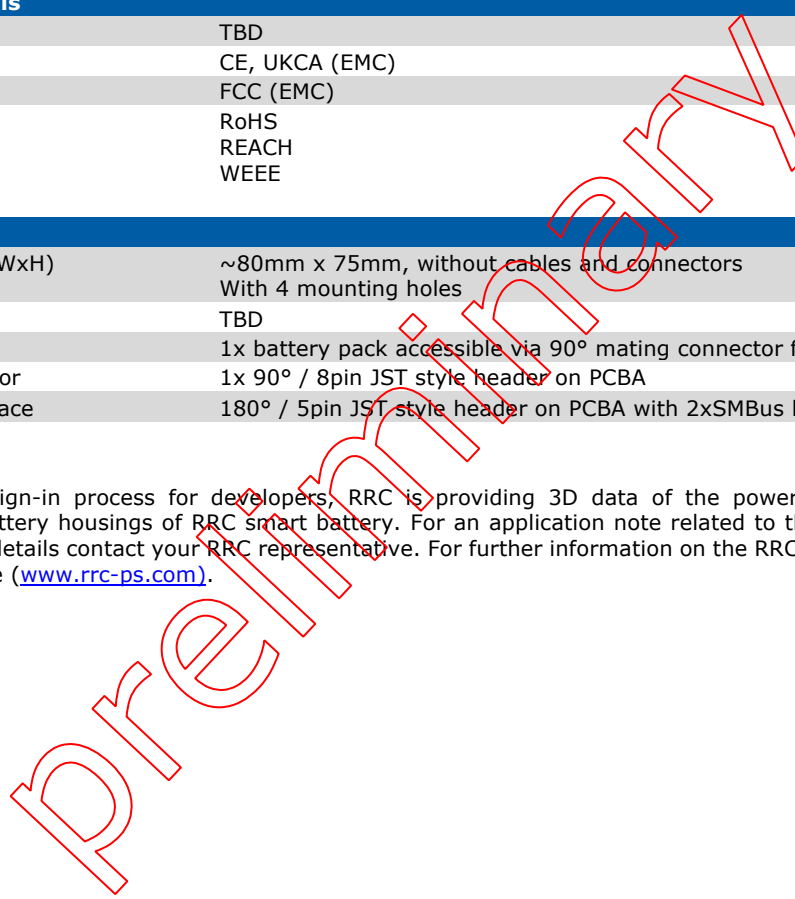 TBD
CE, UKCA (EMC)
FCC (EMC)
RoHS
REACH
WEEE
WxH) ~80mm x 75mm, without cables and connectors
With 4 mounting holes
TBD
1x battery pack accessible via 90° mating connector
or 1x 90° / 8pin JST style header on PCBA
ace 180° / 5pin JST style header on PCBA with 2xSMBus
ign-in process for developers, RRC is providing 3D data of the power
ttery housings of RRC smart battery. For an application note related to
details contact your RRC representative. For further information on the RRC
e (www.rrc-ps.com).
preliminary